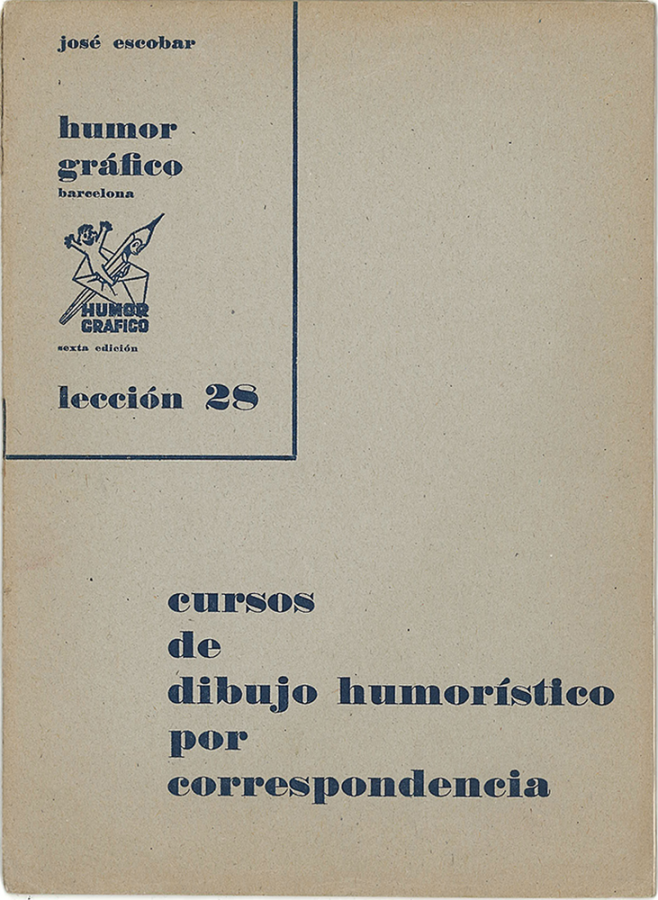 josé escobar
humor
gráfico
barcelona
HUMOR
GRAFICO
sexta edición
lección 28
cursos
de
dibujo humorístico
por
correspondencia